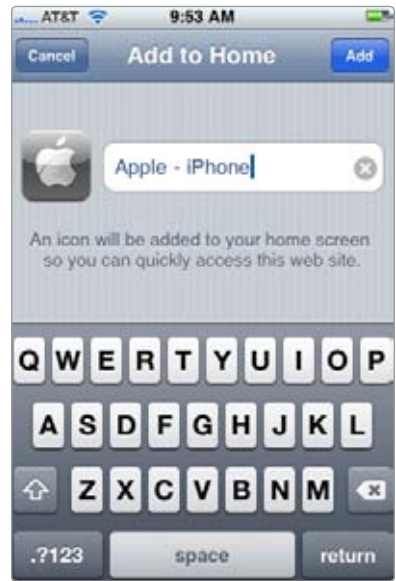 AT&T 9:53 AM
Cancel Add to Home Add
Apple - iPhone
An icon will be added to your home screen
so you can quickly access this web site.
Q W E R T Y U I O P
A S D F G H J K L
Z X C V B N M
.?123 space return